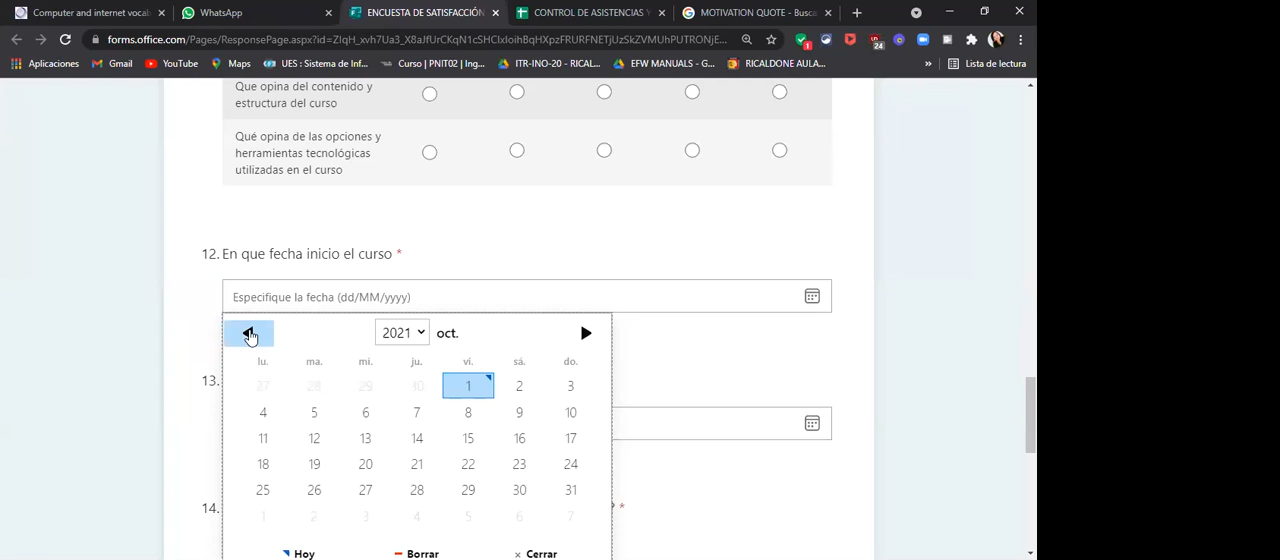 Computer and internet vocab
WhatsApp
ENCUESTA DE SATISFACCIÓN
CONTROL DE ASISTENCIAS Y
MOTIVATION QUOTE - Busca
forms.office.com/Pages/ResponsePage.aspx?id=ZIqH_xvh7Ua3_X8aJfUrCKqN1cSHClxIoihBqHXpzFRURFNETjUzSkZVMUhPUTRONjE...
1
24
Aplicaciones
Gmail
YouTube
Maps
UES : Sistema de Inf...
Curso | PNIT02 | Ing...
ITR-INO-20 - RICAL...
EFW MANUALS - G...
RICALDONE AULA...
»
Lista de lectura
Que opina del contenido y
estructura del curso
Qué opina de las opciones y
herramientas tecnológicas
utilizadas en el curso
12. En que fecha inicio el curso *
Especifique la fecha (dd/MM/yyyy)
2021 oct.
lu. ma. mi. ju. vi. sá. do.
27 28 29 30 1 2 3
4 5 6 7 8 9 10
11 12 13 14 15 16 17
18 19 20 21 22 23 24
25 26 27 28 29 30 31
1 2 3 4 5 6 7
Hoy Borrar × Cerrar
13.
14. ? *